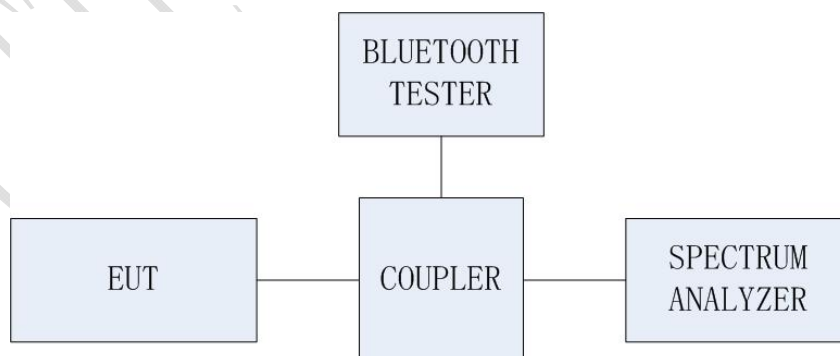 BLUETOOTH
TESTER
EUT
COUPLER
SPECTRUM
ANALYZER